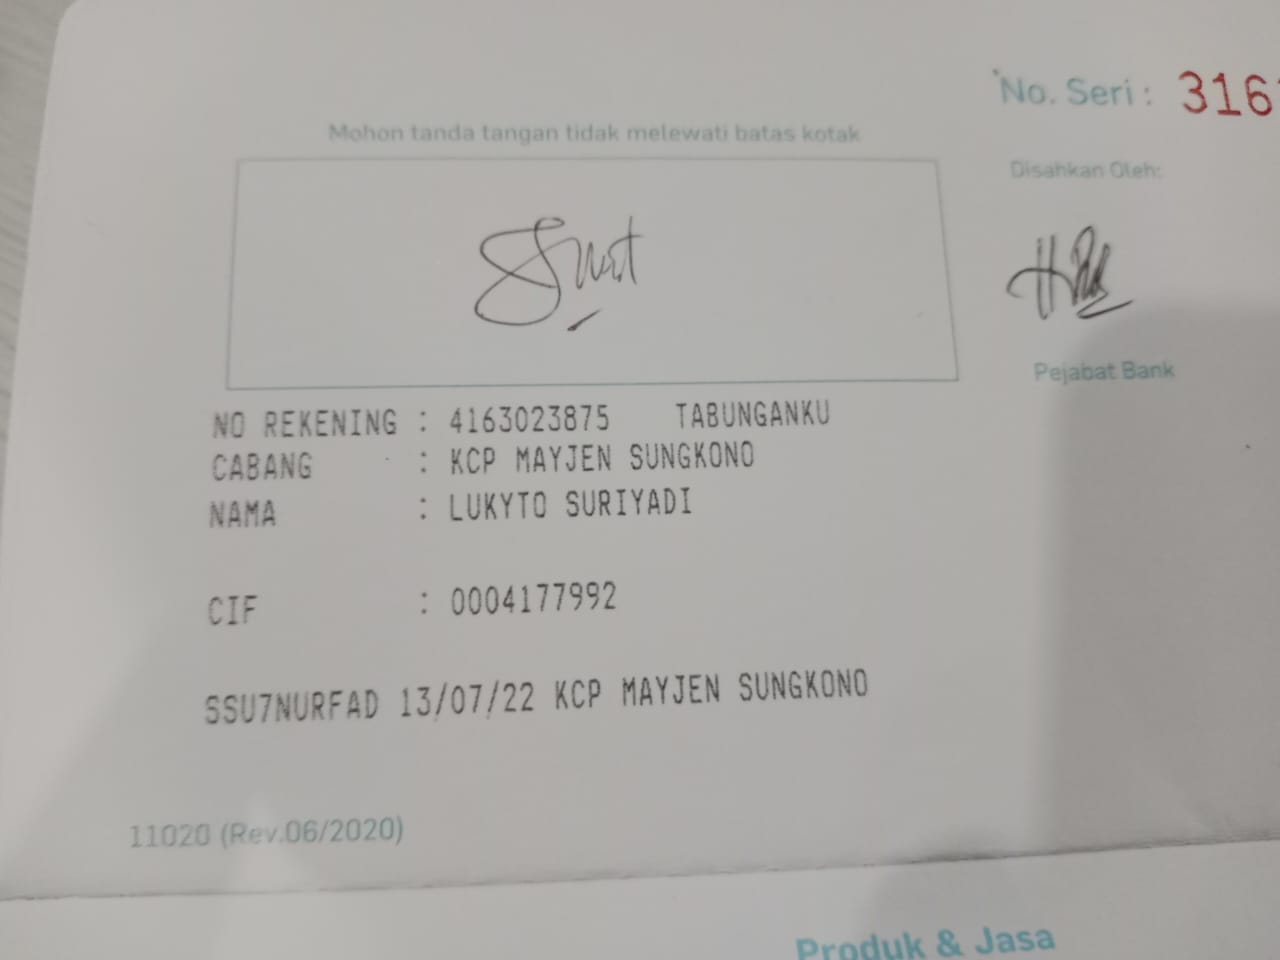 No. Seri : 316
Mohon tanda tangan tidak melewati batas kotak
Disahkan Oleh:
Pejabat Bank
NO REKENING : 4163023875 TABUNGANKU
CABANG : KCP MAYJEN SUNGKONO
NAMA : LUKYTO SURIYADI
CIF : 0004177992
SSU7NURFAD 13/07/22 KCP MAYJEN SUNGKONO
11020 (Rev.06/2020)
Produk & Jasa